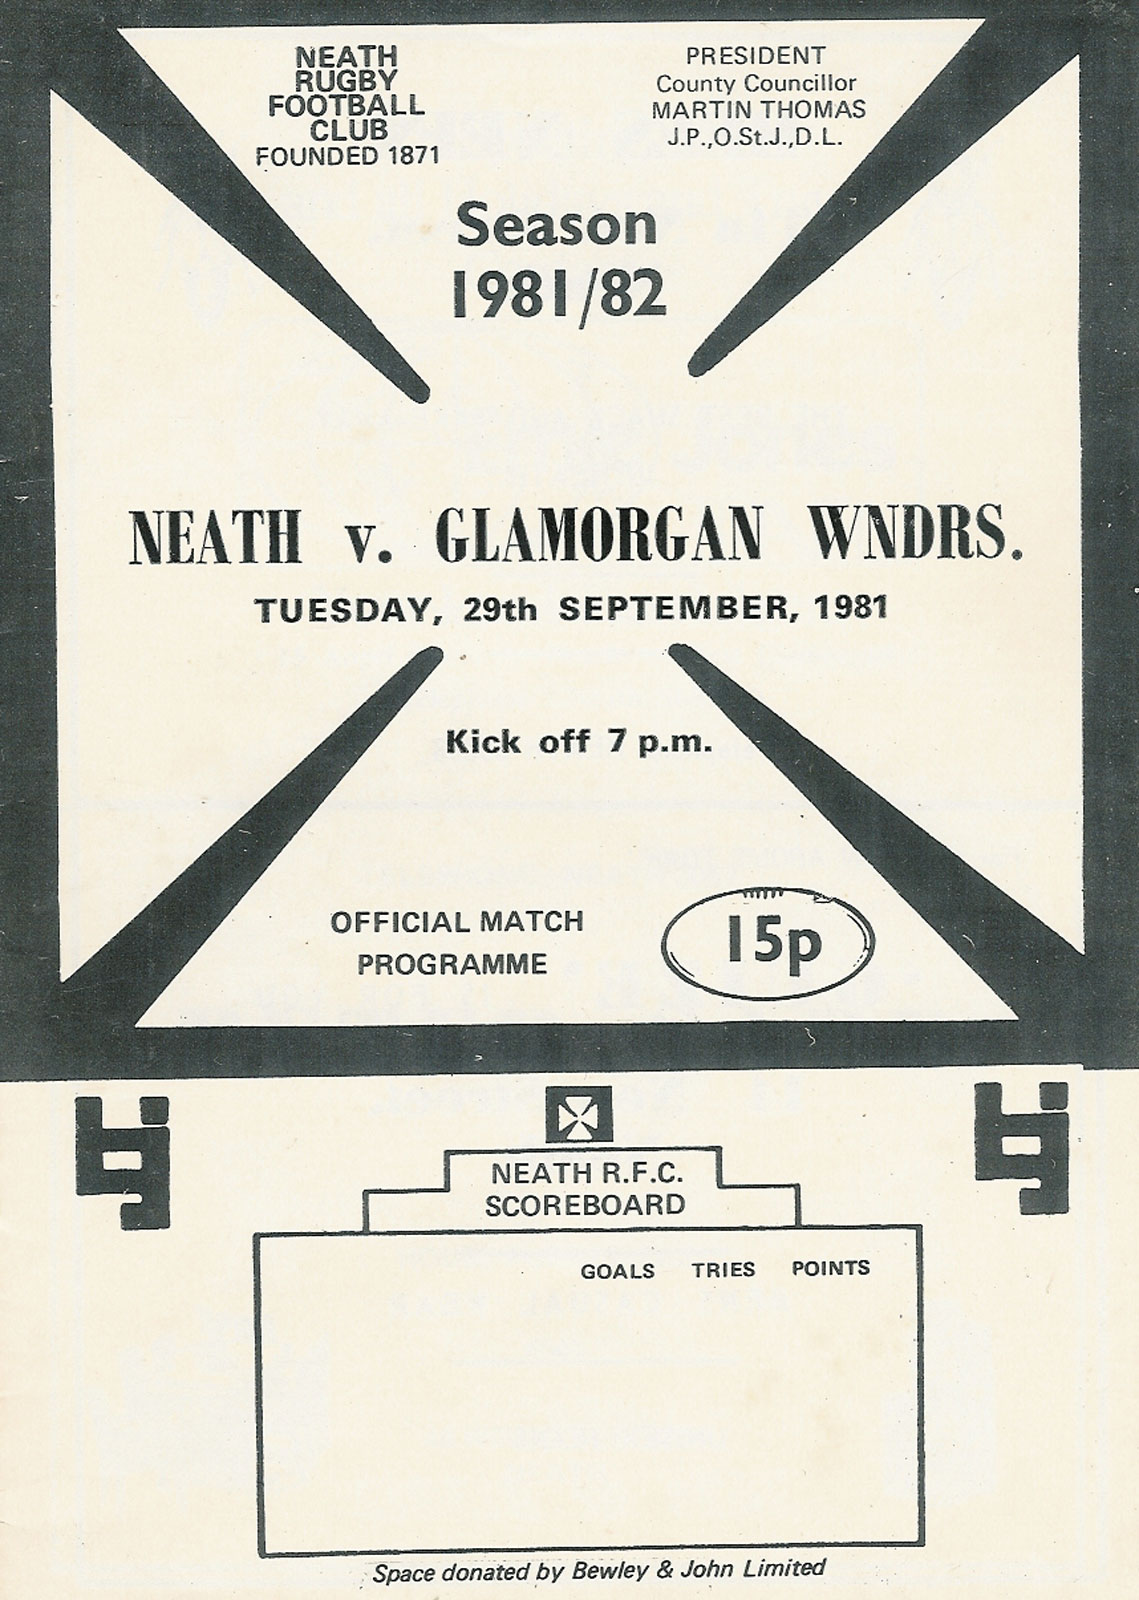 NEATH
RUGBY
FOOTBALL
CLUB
FOUNDED 1871
PRESIDENT
County Councillor
MARTIN THOMAS
J.P.,O.St.J.,D.L.
Season
1981/82
NEATH v. GLAMORGAN WNDRS.
TUESDAY, 29th SEPTEMBER, 1981
Kick off 7 p.m.
OFFICIAL MATCH
PROGRAMME
15p
NEATH R.F.C.
SCOREBOARD
GOALS TRIES POINTS
Space donated by Bewley & John Limited